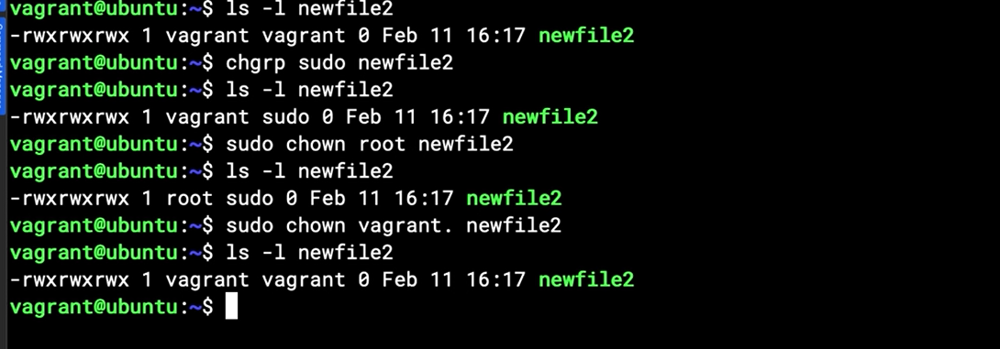 vagrant@ubuntu:~$ ls -l newfile2
-rwxrwxrwx 1 vagrant vagrant 0 Feb 11 16:17 newfile2
vagrant@ubuntu:~$ chgrp sudo newfile2
vagrant@ubuntu:~$ ls -l newfile2
-rwxrwxrwx 1 vagrant sudo 0 Feb 11 16:17 newfile2
vagrant@ubuntu:~$ sudo chown root newfile2
vagrant@ubuntu:~$ ls -l newfile2
-rwxrwxrwx 1 root sudo 0 Feb 11 16:17 newfile2
vagrant@ubuntu:~$ sudo chown vagrant. newfile2
vagrant@ubuntu:~$ ls -l newfile2
-rwxrwxrwx 1 vagrant vagrant 0 Feb 11 16:17 newfile2
vagrant@ubuntu:~$